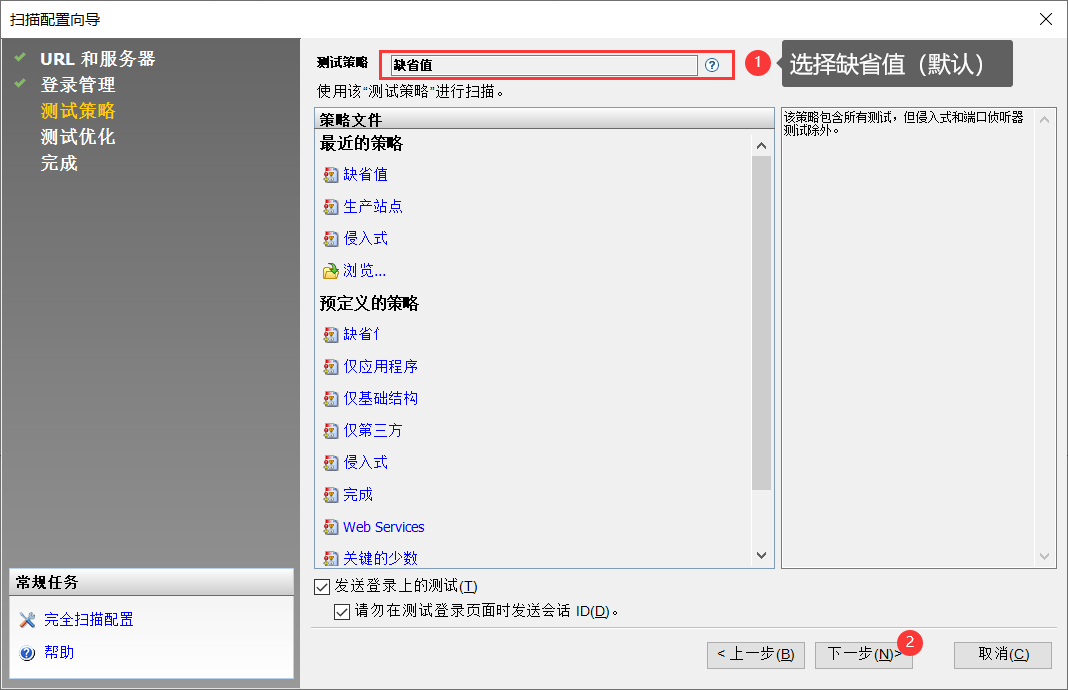 扫描配置向导
URL 和服务器
登录管理
测试策略
测试优化
完成
常规任务
完全扫描配置
帮助
测试策略
缺省值
?
1
选择缺省值（默认）
使用该“测试策略”进行扫描。
策略文件
最近的策略
缺省值
生产站点
侵入式
浏览...
预定义的策略
缺省亻
仅应用程序
仅基础结构
仅第三方
侵入式
完成
Web Services
关键的少数
该策略包含所有测试，但侵入式和端口侦听器
测试除外。
发送登录上的测试(T)
请勿在测试登录页面时发送会话 ID(D)。
< 上一步(B)
下一步(N)>
2
取消(C)